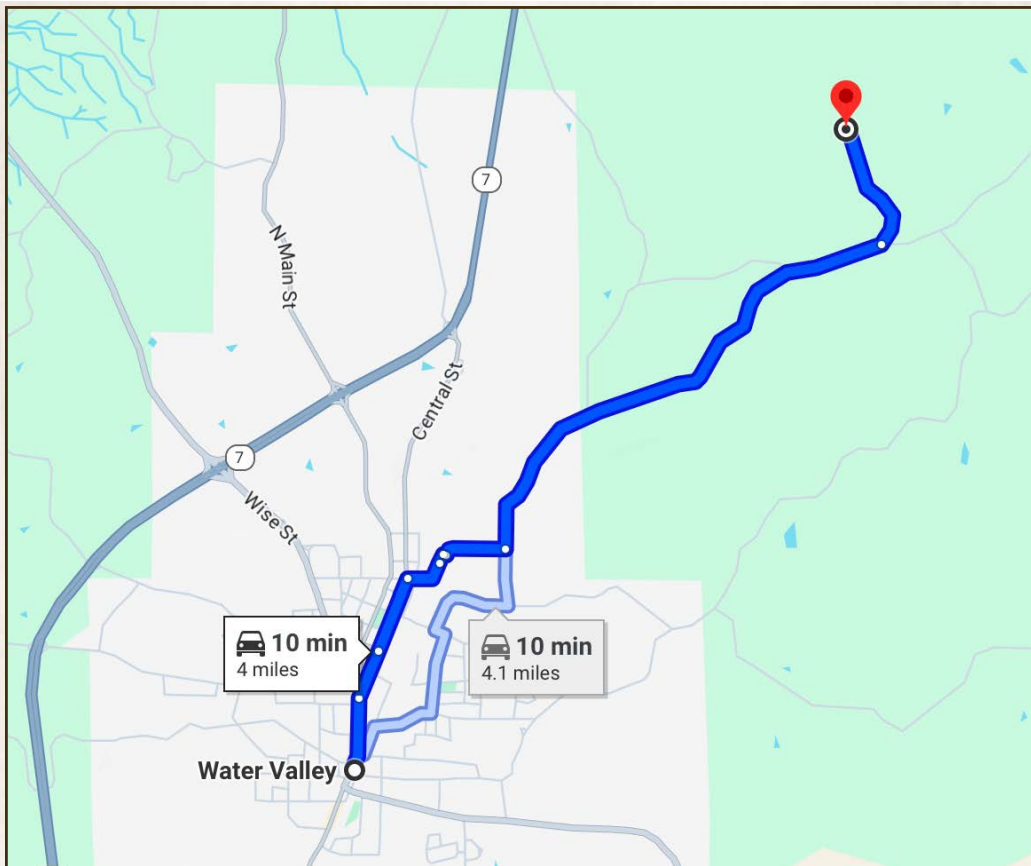 7
N Main St
Central St
7
Wise St
10 min
4 miles
10 min
4.1 miles
Water Valley